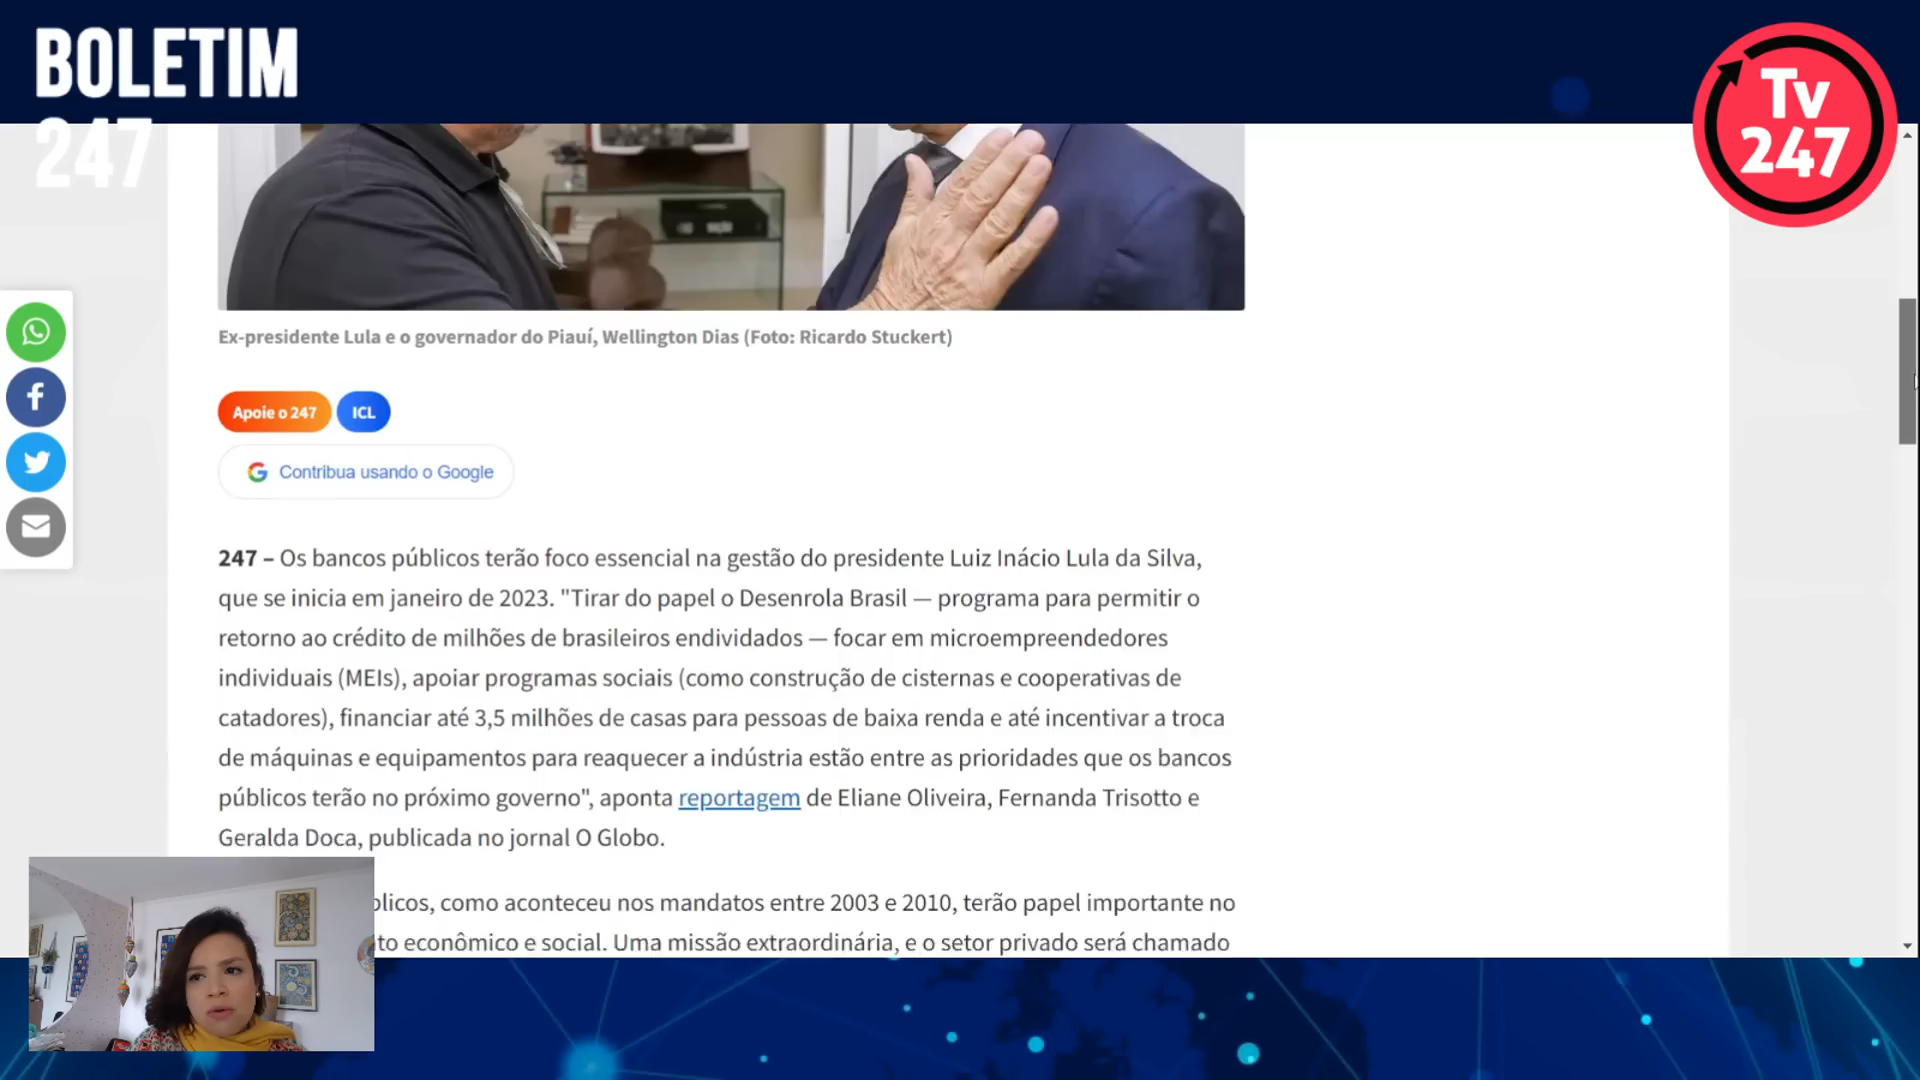 BOLETIM
247
Tv
247
Ex-presidente Lula e o governador do Piauí, Wellington Dias (Foto: Ricardo Stuckert)
Apoie o 247
ICL
Contribua usando o Google
247 – Os bancos públicos terão foco essencial na gestão do presidente Luiz Inácio Lula da Silva,
que se inicia em janeiro de 2023. "Tirar do papel o Desenrola Brasil — programa para permitir o
retorno ao crédito de milhões de brasileiros endividados — focar em microempreendedores
individuais (MEIs), apoiar programas sociais (como construção de cisternas e cooperativas de
catadores), financiar até 3,5 milhões de casas para pessoas de baixa renda e até incentivar a troca
de máquinas e equipamentos para reaquecer a indústria estão entre as prioridades que os bancos
públicos terão no próximo governo", aponta reportagem de Eliane Oliveira, Fernanda Trisotto e
Geralda Doca, publicada no jornal O Globo.
blicos, como aconteceu nos mandatos entre 2003 e 2010, terão papel importante no
to econômico e social. Uma missão extraordinária, e o setor privado será chamado